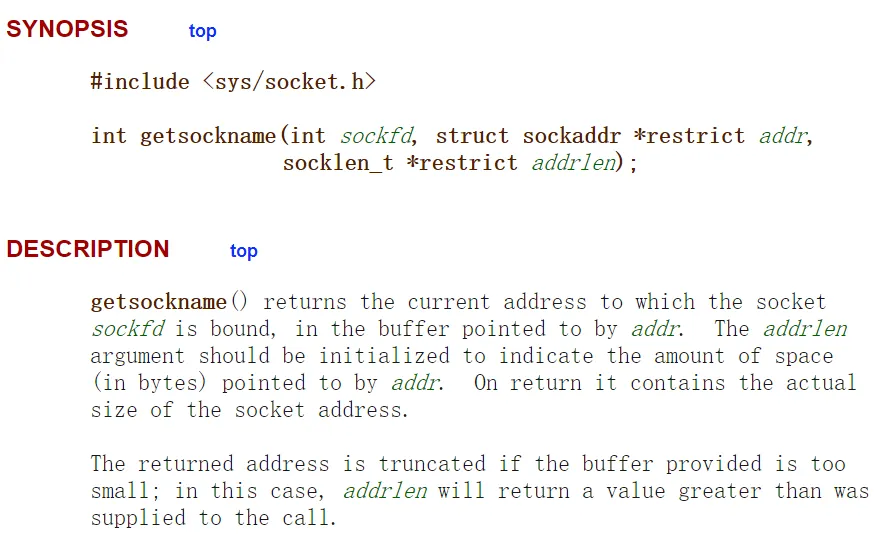 SYNOPSIS top
#include <sys/socket.h>
int getsockname(int sockfd, struct sockaddr *restrict addr,
socklen_t *restrict addrlen);
DESCRIPTION top
getsockname() returns the current address to which the socket
sockfd is bound, in the buffer pointed to by addr. The addrlen
argument should be initialized to indicate the amount of space
(in bytes) pointed to by addr. On return it contains the actual
size of the socket address.
The returned address is truncated if the buffer provided is too
small; in this case, addrlen will return a value greater than was
supplied to the call.